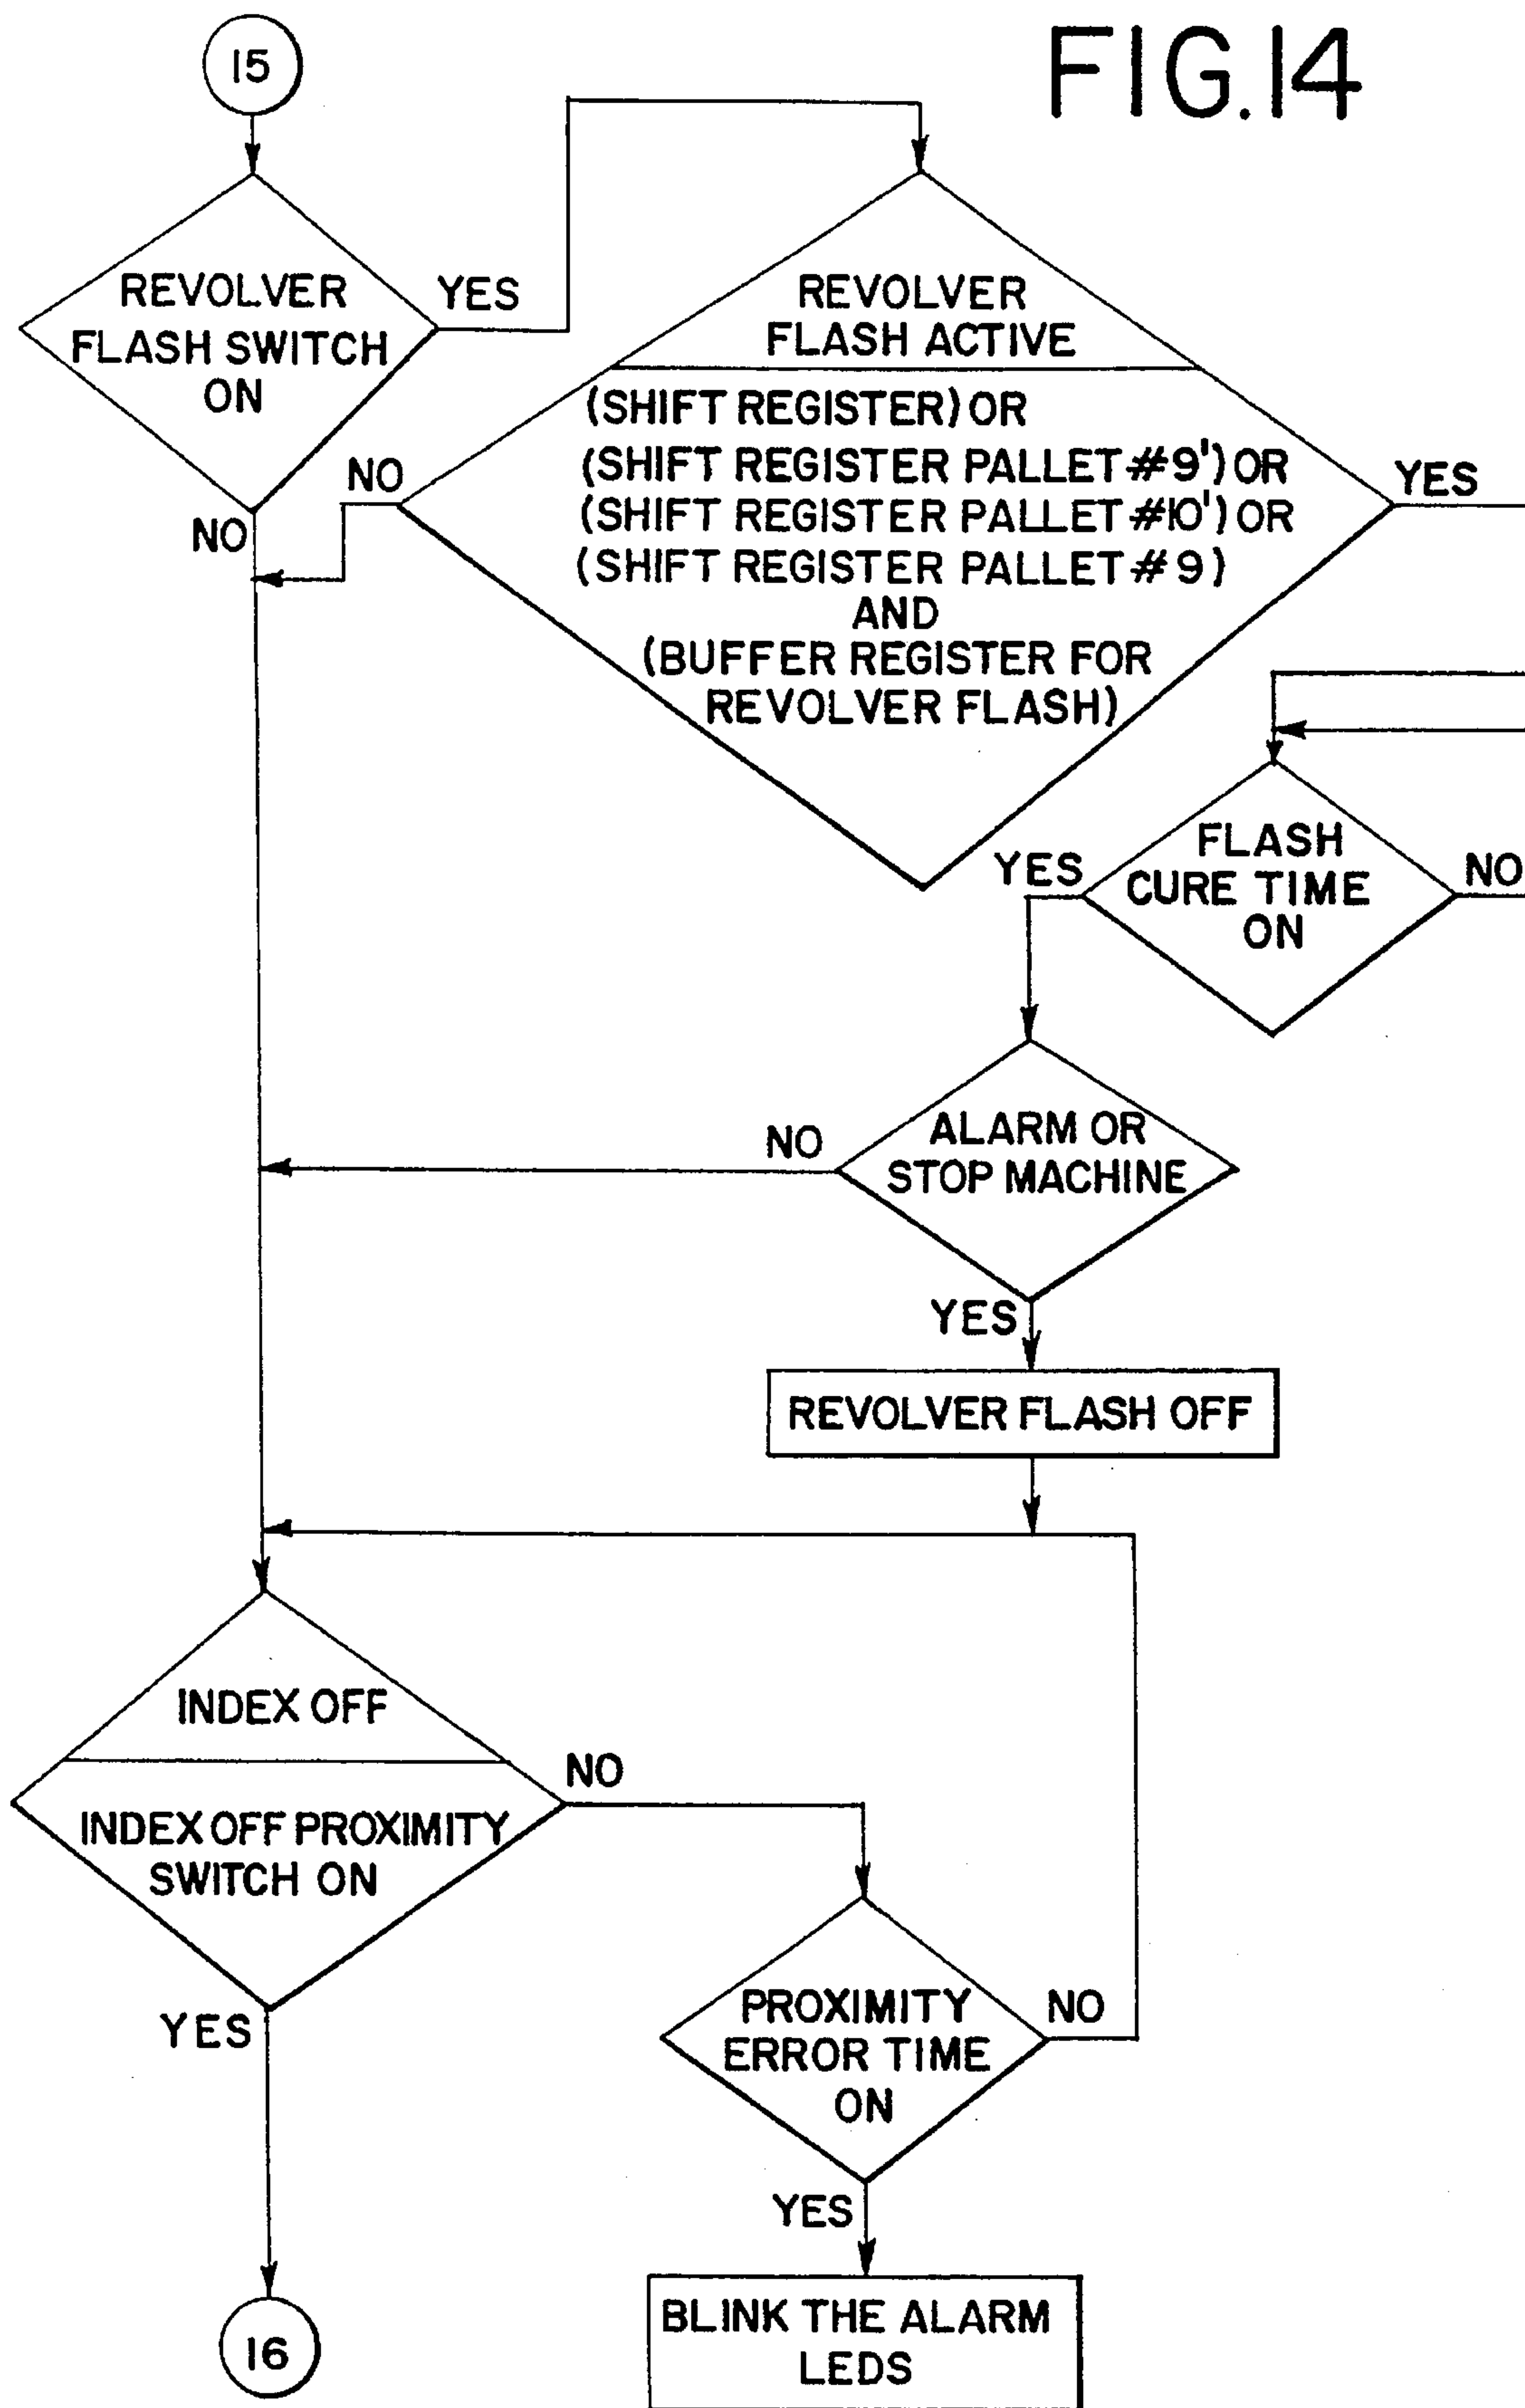 FIG.14
15
REVOLVER
FLASH SWITCH
ON
YES
NO
REVOLVER
FLASH ACTIVE
(SHIFT REGISTER) OR
(SHIFT REGISTER PALLET #9') OR
(SHIFT REGISTER PALLET #10') OR
(SHIFT REGISTER PALLET # 9)
AND
(BUFFER REGISTER FOR
REVOLVER FLASH)
NO
YES
FLASH
CURE TIME
ON
YES
NO
ALARM OR
STOP MACHINE
NO
YES
REVOLVER FLASH OFF
INDEX OFF
INDEX OFF PROXIMITY
SWITCH ON
NO
YES
PROXIMITY
ERROR TIME
ON
NO
YES
BLINK THE ALARM
LEDS
16